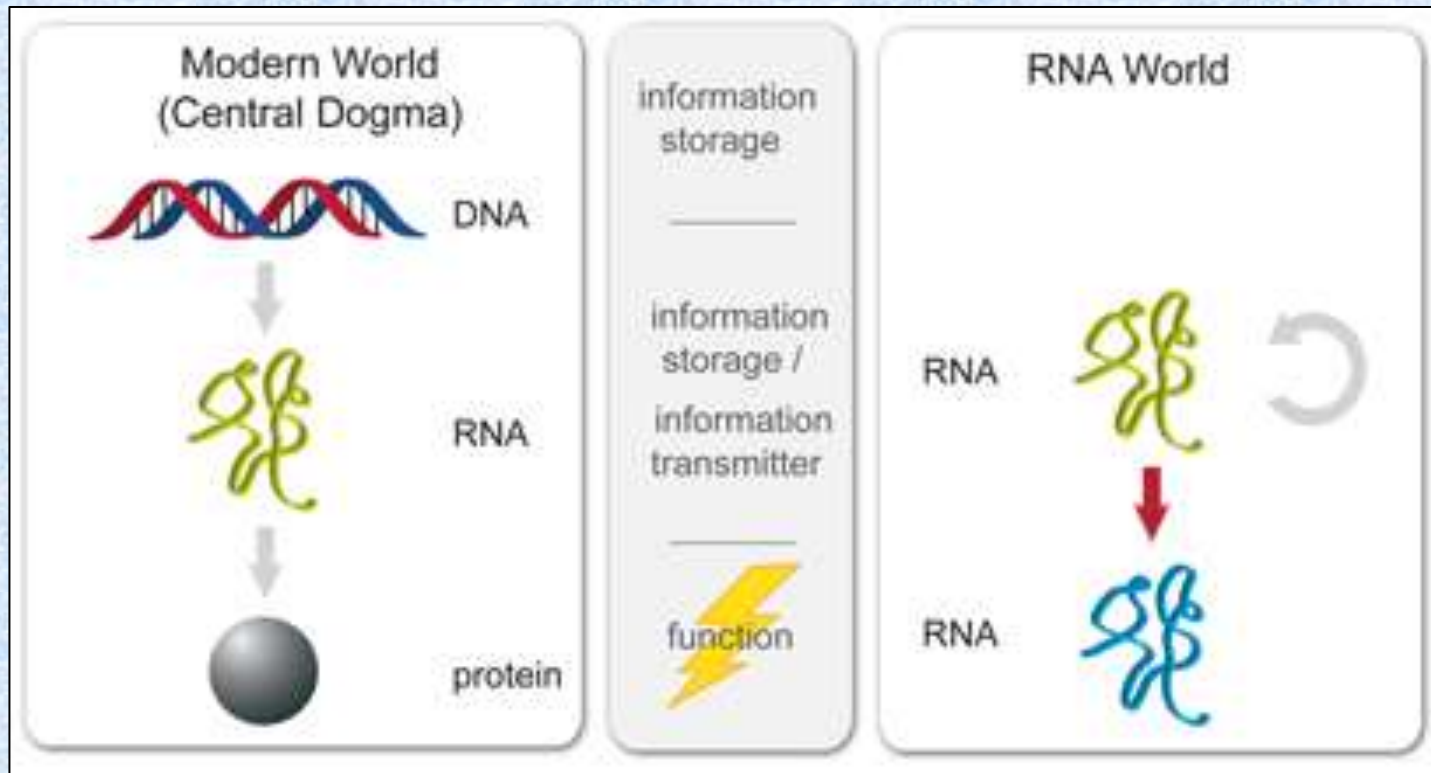 Modern World
(Central Dogma)
DNA
RNA
protein
information
storage
information
storage /
information
transmitter
function
RNA World
RNA
RNA